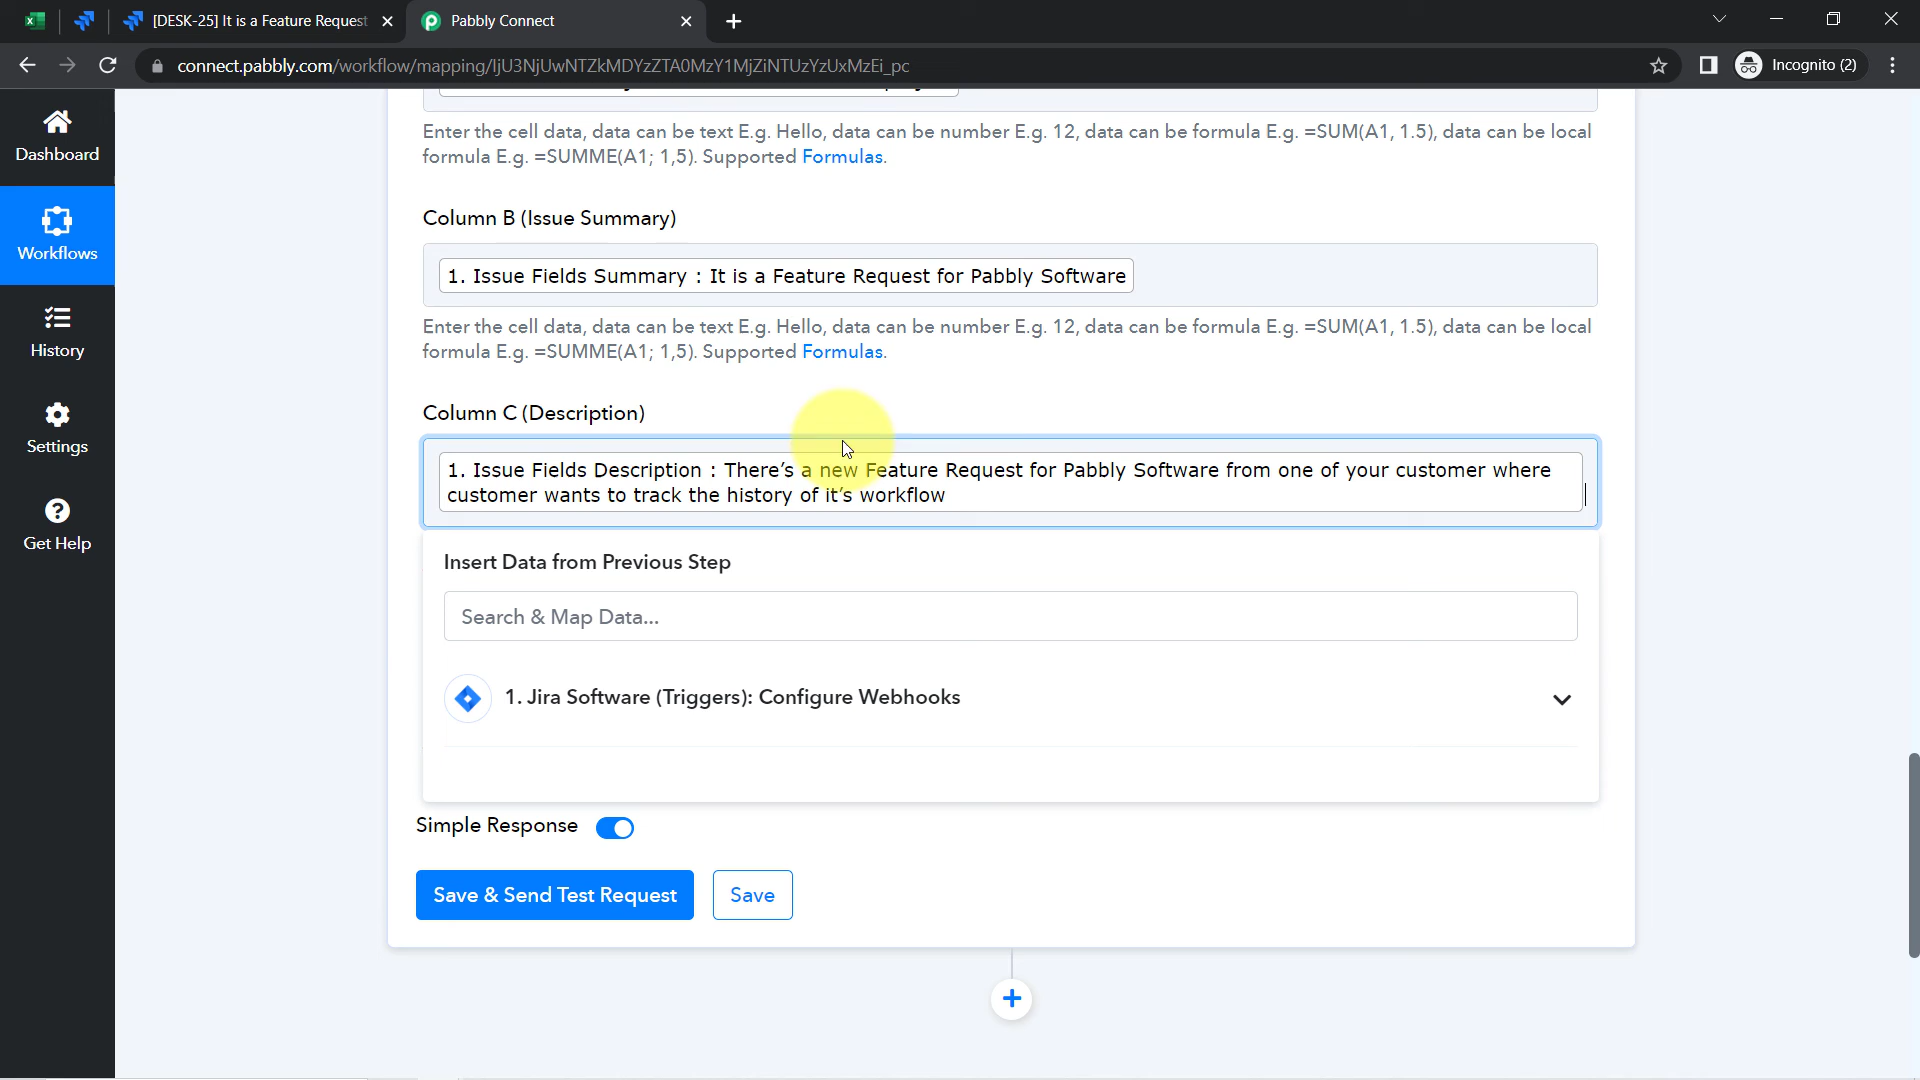 [DESK-25] It is a Feature Request
Pabbly Connect
connect.pabbly.com/workflow/mapping/IjU3NjUwNTZkMDYzZTA0MzY1MjZiNTUzYzUxMzEi_pc
Incognito (2)
Dashboard
Workflows
History
Settings
Get Help
Enter the cell data, data can be text E.g. Hello, data can be number E.g. 12, data can be formula E.g. =SUM(A1, 1.5), data can be local
formula E.g. =SUMME(A1; 1,5). Supported Formulas.
Column B (Issue Summary)
1. Issue Fields Summary : It is a Feature Request for Pabbly Software
Enter the cell data, data can be text E.g. Hello, data can be number E.g. 12, data can be formula E.g. =SUM(A1, 1.5), data can be local
formula E.g. =SUMME(A1; 1,5). Supported Formulas.
Column C (Description)
1. Issue Fields Description : There’s a new Feature Request for Pabbly Software from one of your customer where
customer wants to track the history of it’s workflow
Insert Data from Previous Step
Search & Map Data...
1. Jira Software (Triggers): Configure Webhooks
Simple Response
Save & Send Test Request
Save